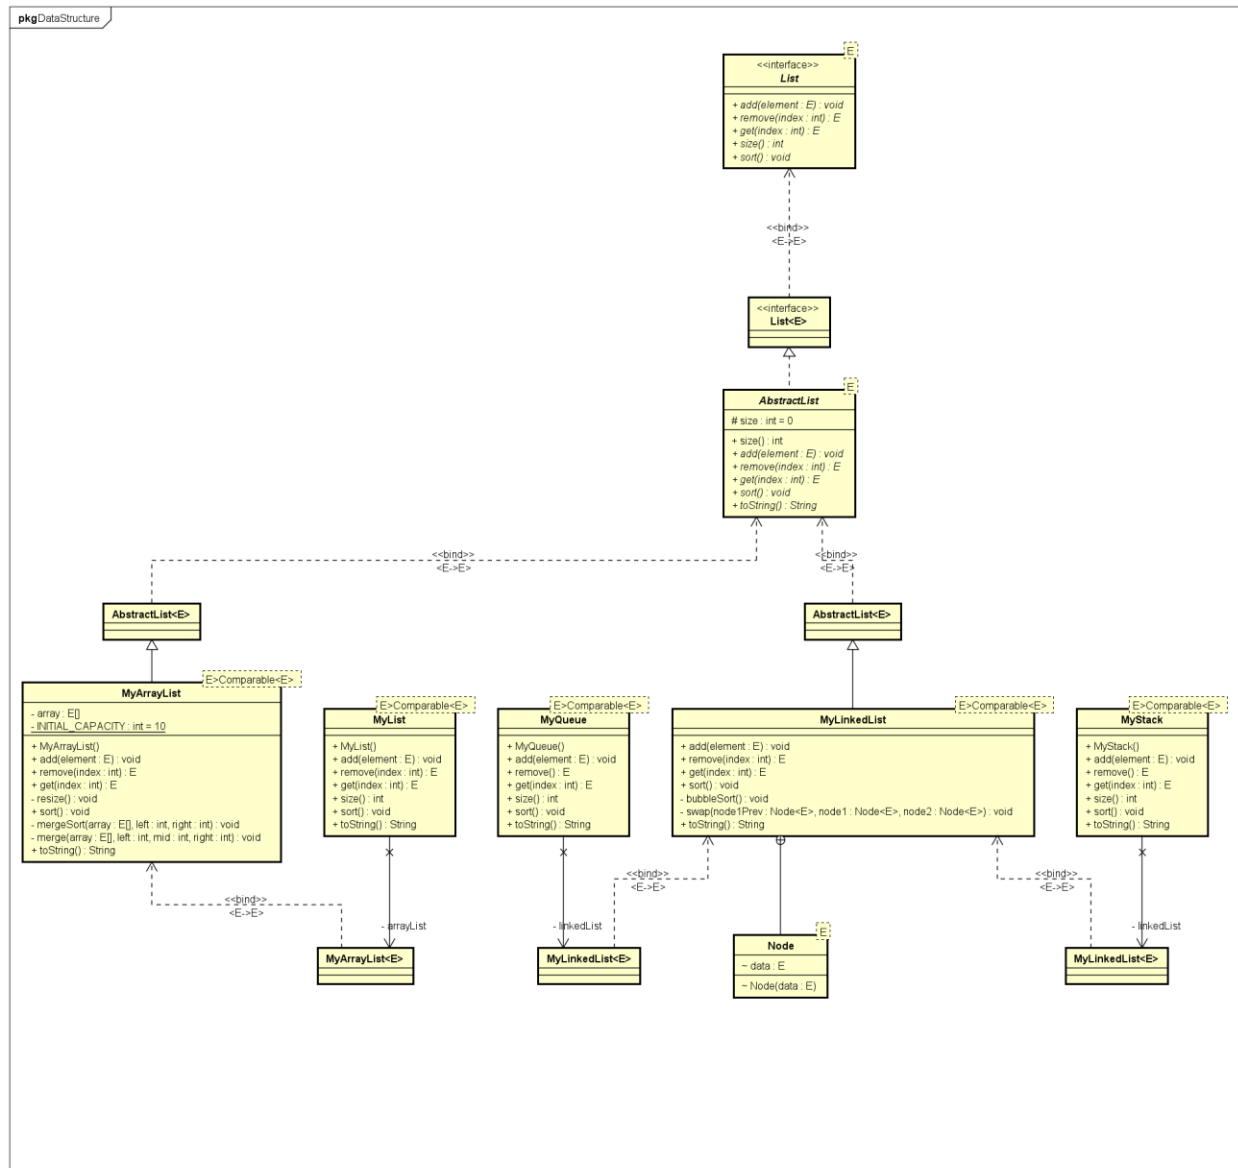 pkg DataStructure
E
<<interface>>
List
+ add(element : E) : void
+ remove(index : int) : E
+ get(index : int) : E
+ size() : int
+ sort() : void
<<bind>>
<E->E>
<<interface>>
List<E>
E
AbstractList
# size : int = 0
+ size() : int
+ add(element : E) : void
+ remove(index : int) : E
+ get(index : int) : E
+ sort() : void
+ toString() : String
<<bind>>
<E->E>
<<bind>>
<E->E>
AbstractList<E>
AbstractList<E>
E>Comparable<E>
MyArrayList
- array : E[]
- INITIAL_CAPACITY : int = 10
+ MyArrayList()
+ add(element : E) : void
+ remove(index : int) : E
+ get(index : int) : E
- resize() : void
+ sort() : void
- mergeSort(array : E[], left : int, right : int) : void
- merge(array : E[], left : int, mid : int, right : int) : void
+ toString() : String
E>Comparable<E>
MyList
+ MyList()
+ add(element : E) : void
+ remove(index : int) : E
+ get(index : int) : E
+ size() : int
+ sort() : void
+ toString() : String
E>Comparable<E>
MyQueue
+ MyQueue()
+ add(element : E) : void
+ remove() : E
+ get(index : int) : E
+ size() : int
+ sort() : void
+ toString() : String
E>Comparable<E>
MyLinkedList
+ add(element : E) : void
+ remove(index : int) : E
+ get(index : int) : E
+ sort() : void
- bubbleSort() : void
- swap(node1Prev : Node<E>, node1 : Node<E>, node2 : Node<E>) : void
+ toString() : String
E>Comparable<E>
MyStack
+ MyStack()
+ add(element : E) : void
+ remove() : E
+ get(index : int) : E
+ size() : int
+ sort() : void
+ toString() : String
<<bind>>
<E->E>
<<bind>>
<E->E>
<<bind>>
<E->E>
- arrayList
- linkedList
- linkedList
MyArrayList<E>
MyLinkedList<E>
E
Node
~ data : E
~ Node(data : E)
MyLinkedList<E>